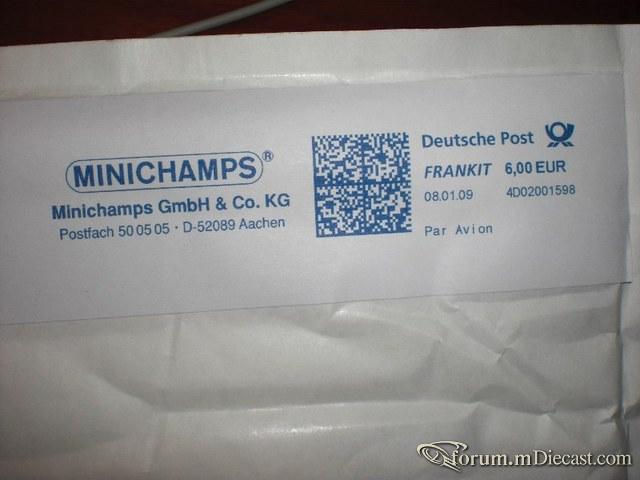 MINICHAMPS®
Minichamps GmbH & Co. KG
Postfach 50 05 05 · D-52089 Aachen
Deutsche Post
FRANKIT 6,00 EUR
08.01.09 4D02001598
Par Avion
forum.mDiecast.com